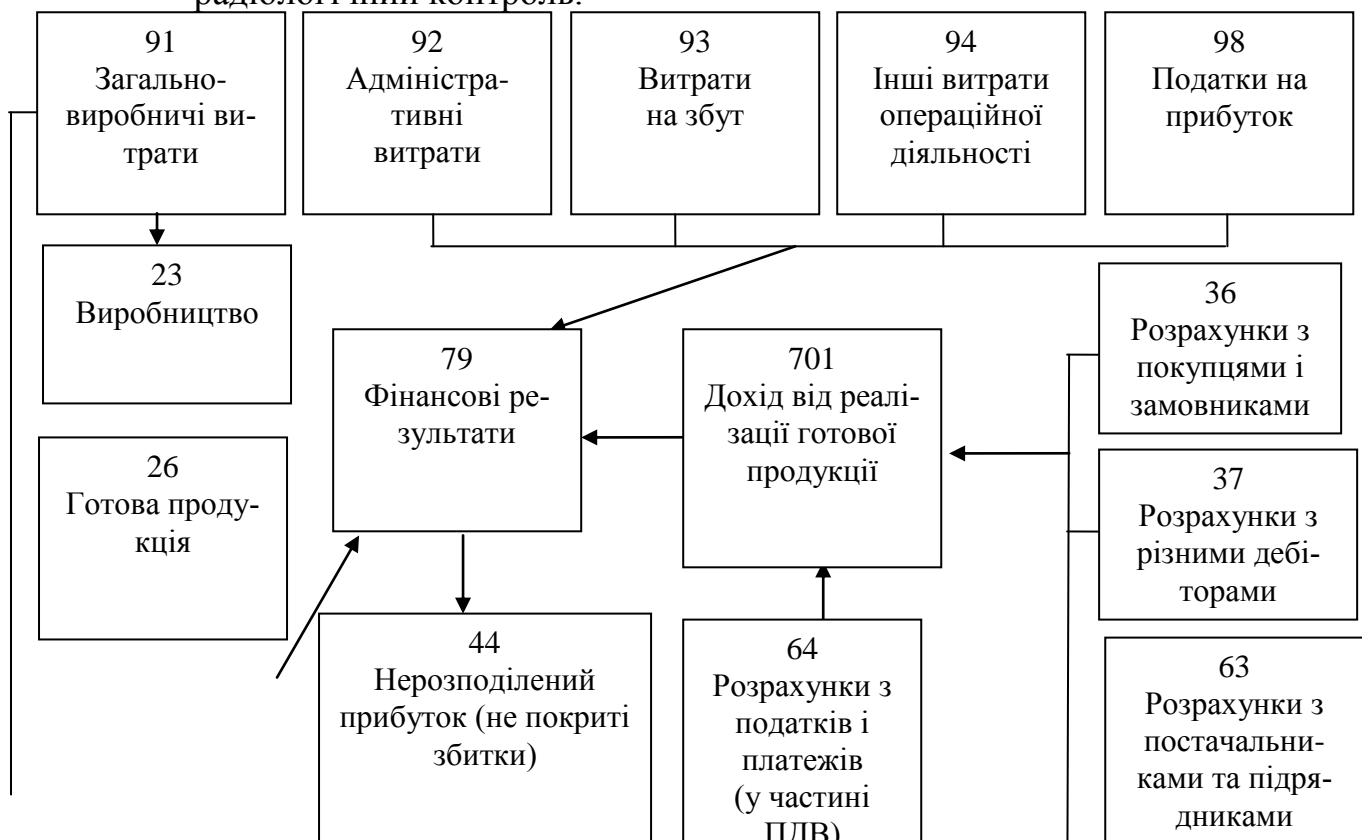 радіологічний контроль.
91
Загально-
виробничі ви-
трати
92
Адміністра-
тивні
витрати
93
Витрати
на збут
94
Інші витрати
операційної
діяльності
98
Податки на
прибуток
23
Виробництво
36
Розрахунки з
покупцями і
замовниками
79
Фінансові ре-
зультати
701
Дохід від реалі-
зації готової
продукції
26
Готова проду-
кція
37
Розрахунки з
різними дебі-
торами
44
Нерозподілений
прибуток (не покриті
збитки)
64
Розрахунки з
податків і
платежів
(у частині
ПДВ)
63
Розрахунки з
постачальни-
ками та підря-
дниками